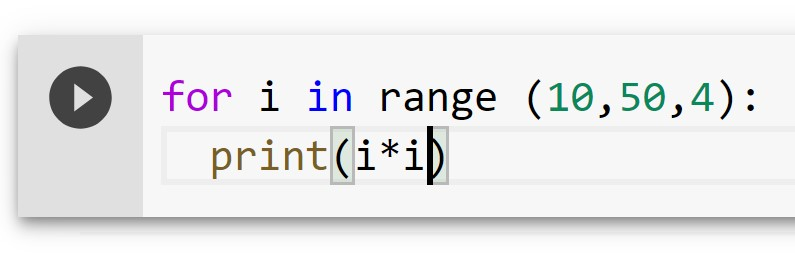 for i in range (10,50,4):
  print(i*i)